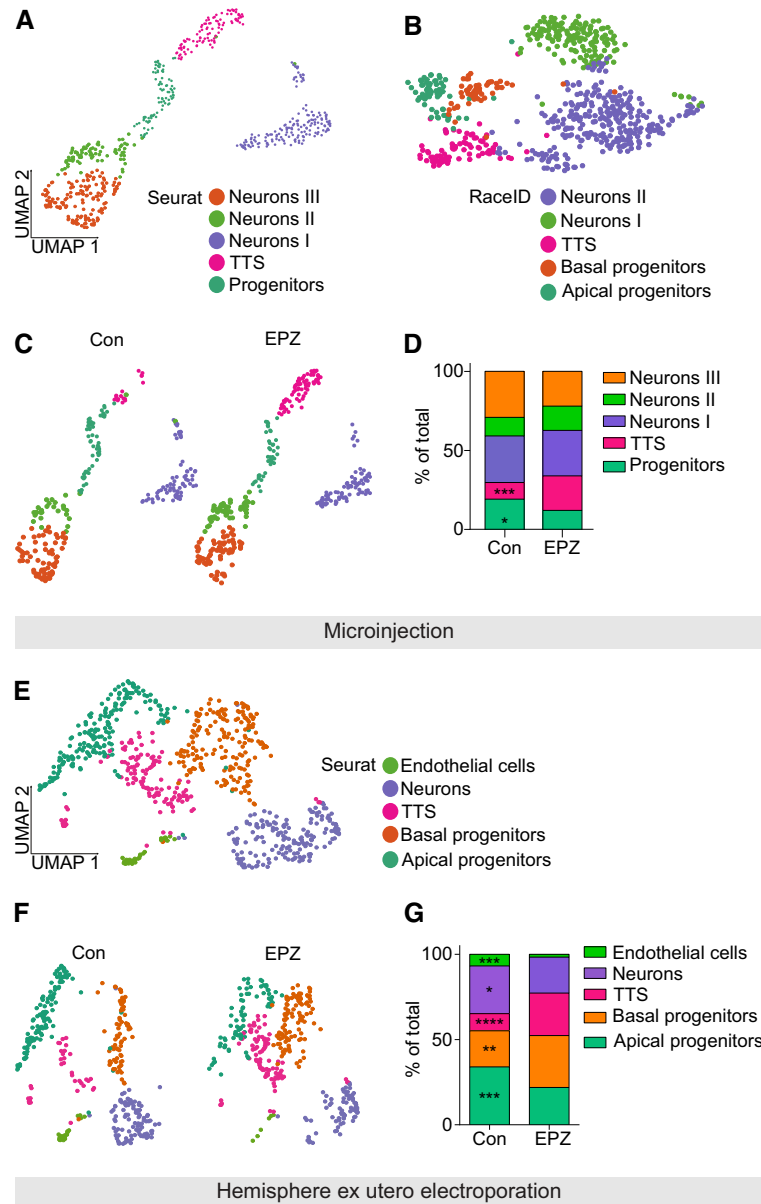 A
UMAP 2
UMAP 1
Seurat
Neurons III
Neurons II
Neurons I
TTS
Progenitors
B
RaceID
Neurons II
Neurons I
TTS
Basal progenitors
Apical progenitors
C
Con
EPZ
D
% of total
100
50
0
***
*
Con
EPZ
Neurons III
Neurons II
Neurons I
TTS
Progenitors
Microinjection
E
UMAP 2
UMAP 1
Seurat
Endothelial cells
Neurons
TTS
Basal progenitors
Apical progenitors
F
Con
EPZ
G
% of total
100
50
0
***
*
****
**
***
Con
EPZ
Endothelial cells
Neurons
TTS
Basal progenitors
Apical progenitors
Hemisphere ex utero electroporation